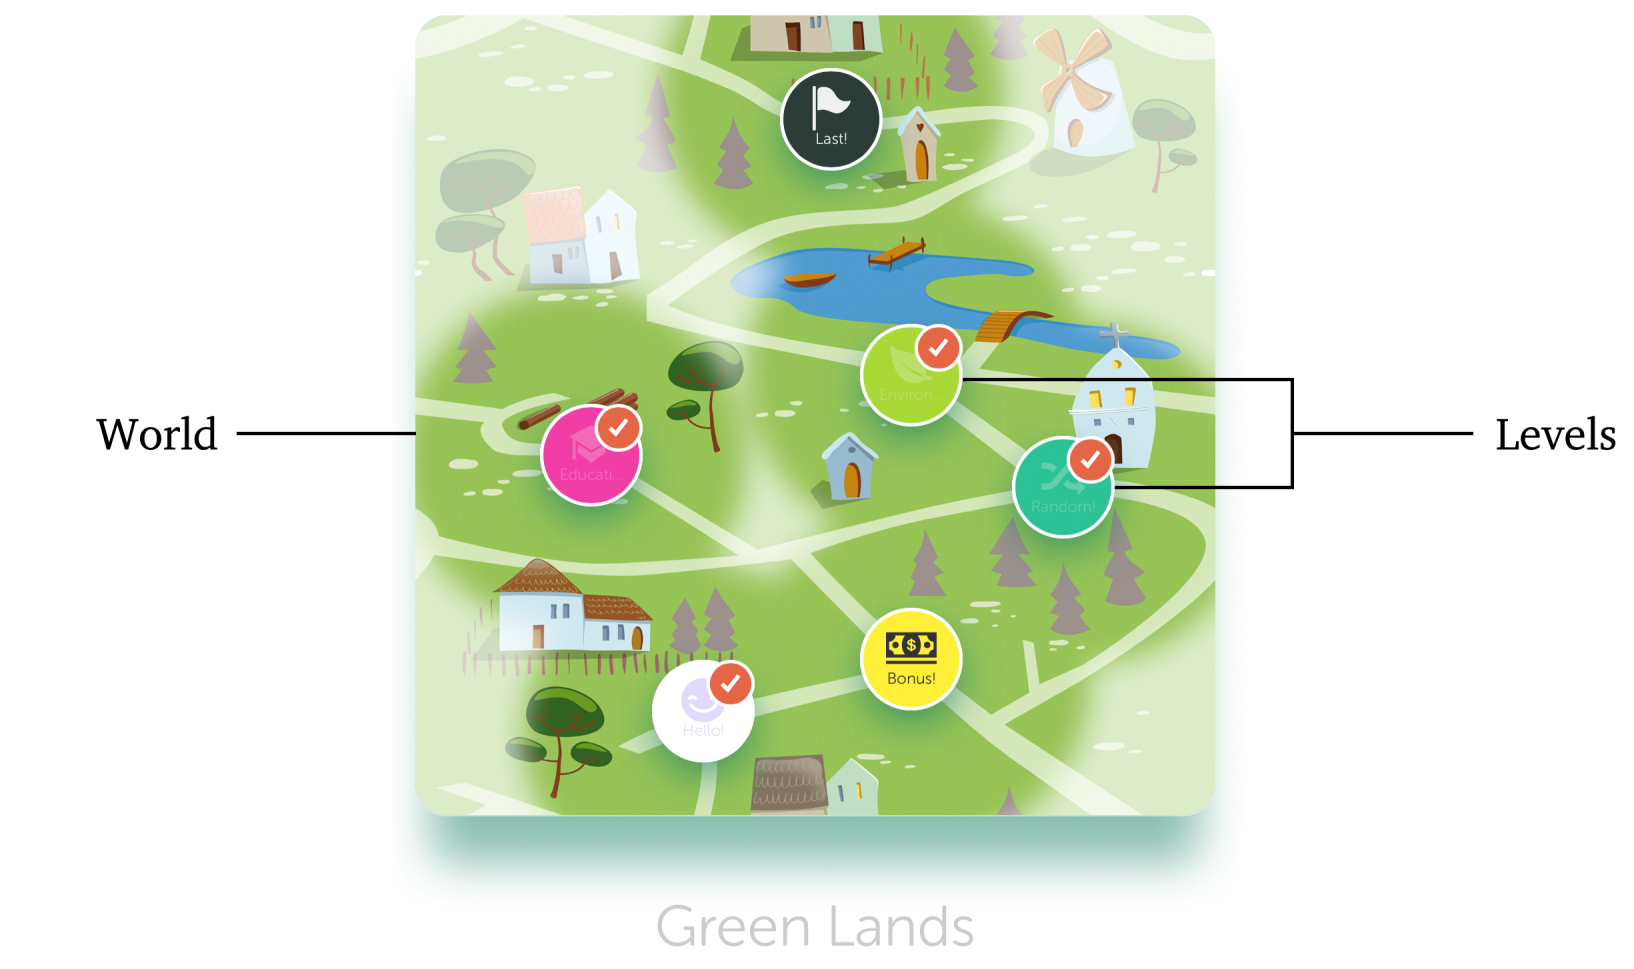 Last!
Environ...
World
Levels
Educati...
Random!
$
Bonus!
Hello!
Green Lands